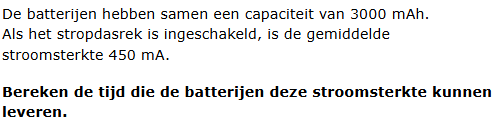 De batterijen hebben samen een capaciteit van 3000 mAh.
Als het stropdasrek is ingeschakeld, is de gemiddelde
stroomsterkte 450 mA.
Bereken de tijd die de batterijen deze stroomsterkte kunnen
leveren.